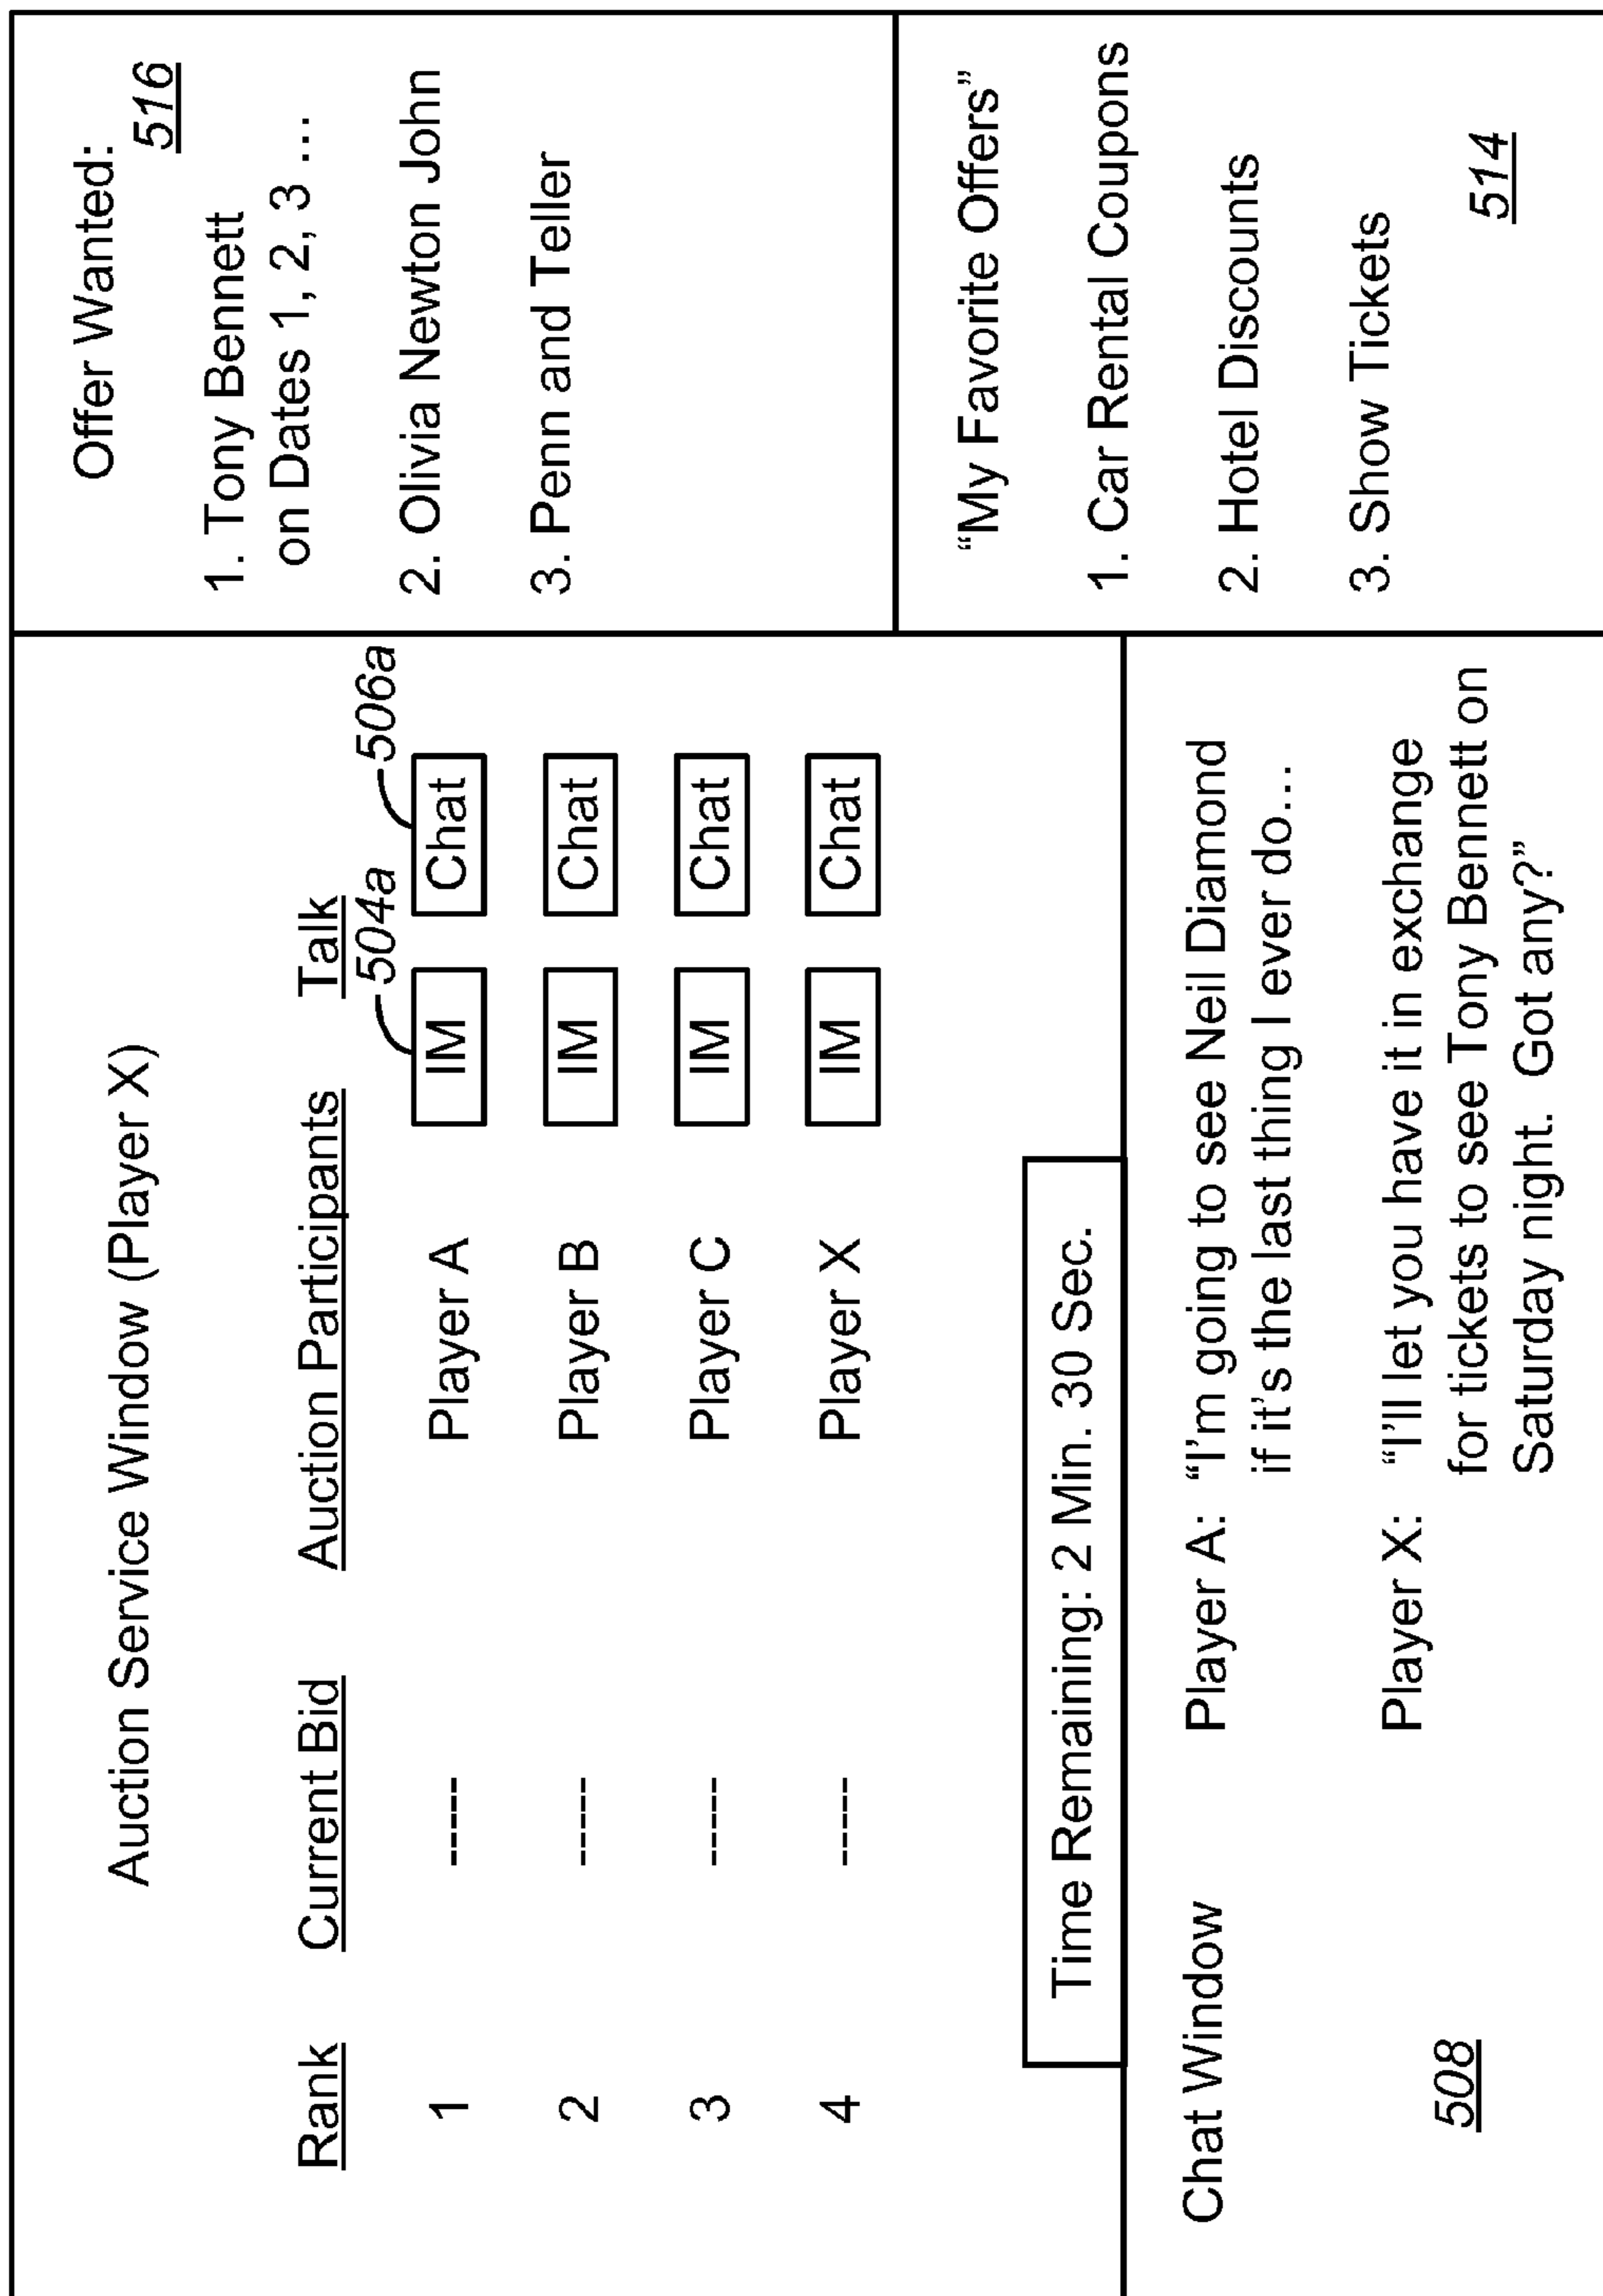 Auction Service Window (Player X)
Rank Current Bid Auction Participants Talk
504a 506a
1 ----- Player A IM Chat
2 ----- Player B IM Chat
3 ----- Player C IM Chat
4 ----- Player X IM Chat
Time Remaining: 2 Min. 30 Sec.
Offer Wanted:
516
1. Tony Bennett
on Dates 1, 2, 3 ...
2. Olivia Newton John
3. Penn and Teller
“My Favorite Offers”
1. Car Rental Coupons
2. Hotel Discounts
3. Show Tickets
514
Chat Window
508
Player A: “I’m going to see Neil Diamond
if it’s the last thing I ever do...
Player X: “I’ll let you have it in exchange
for tickets to see Tony Bennett on
Saturday night. Got any?”